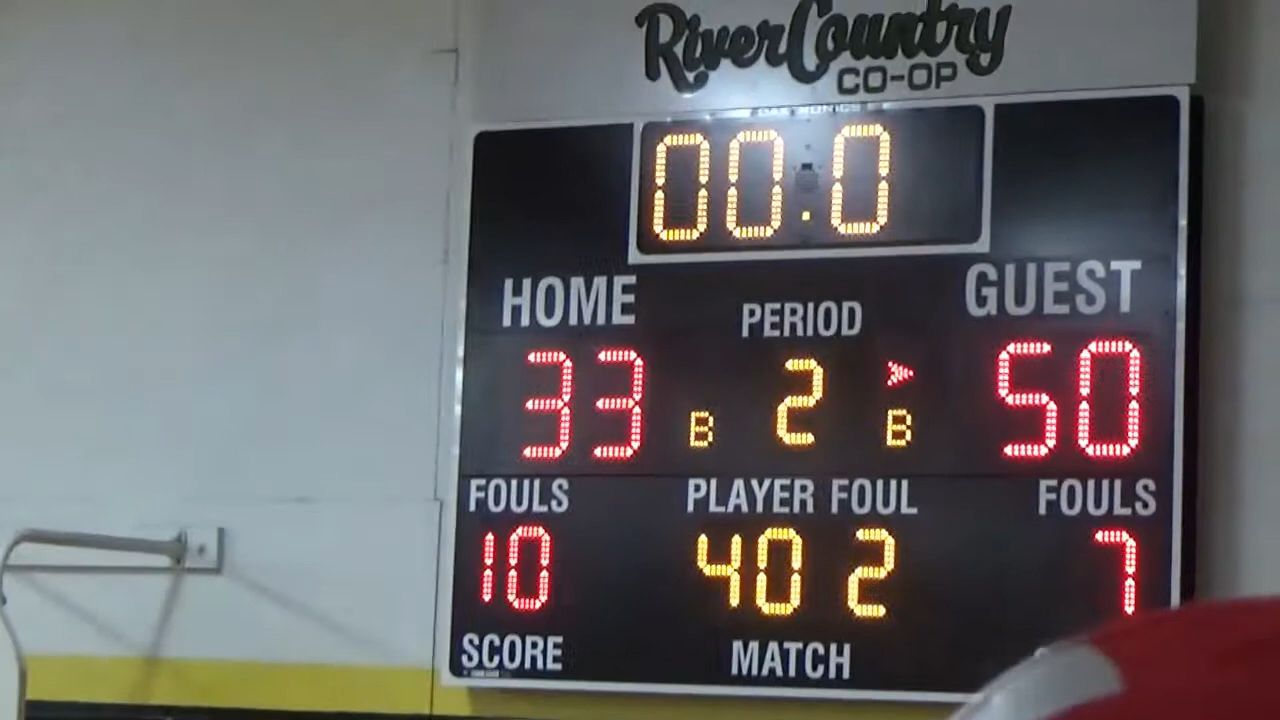 RiverCountry
CO-OP
DAKTRONICS
00.0
HOME
PERIOD
GUEST
33
B
2
B
50
FOULS
PLAYER FOUL
FOULS
10
40 2
7
SCORE
MATCH